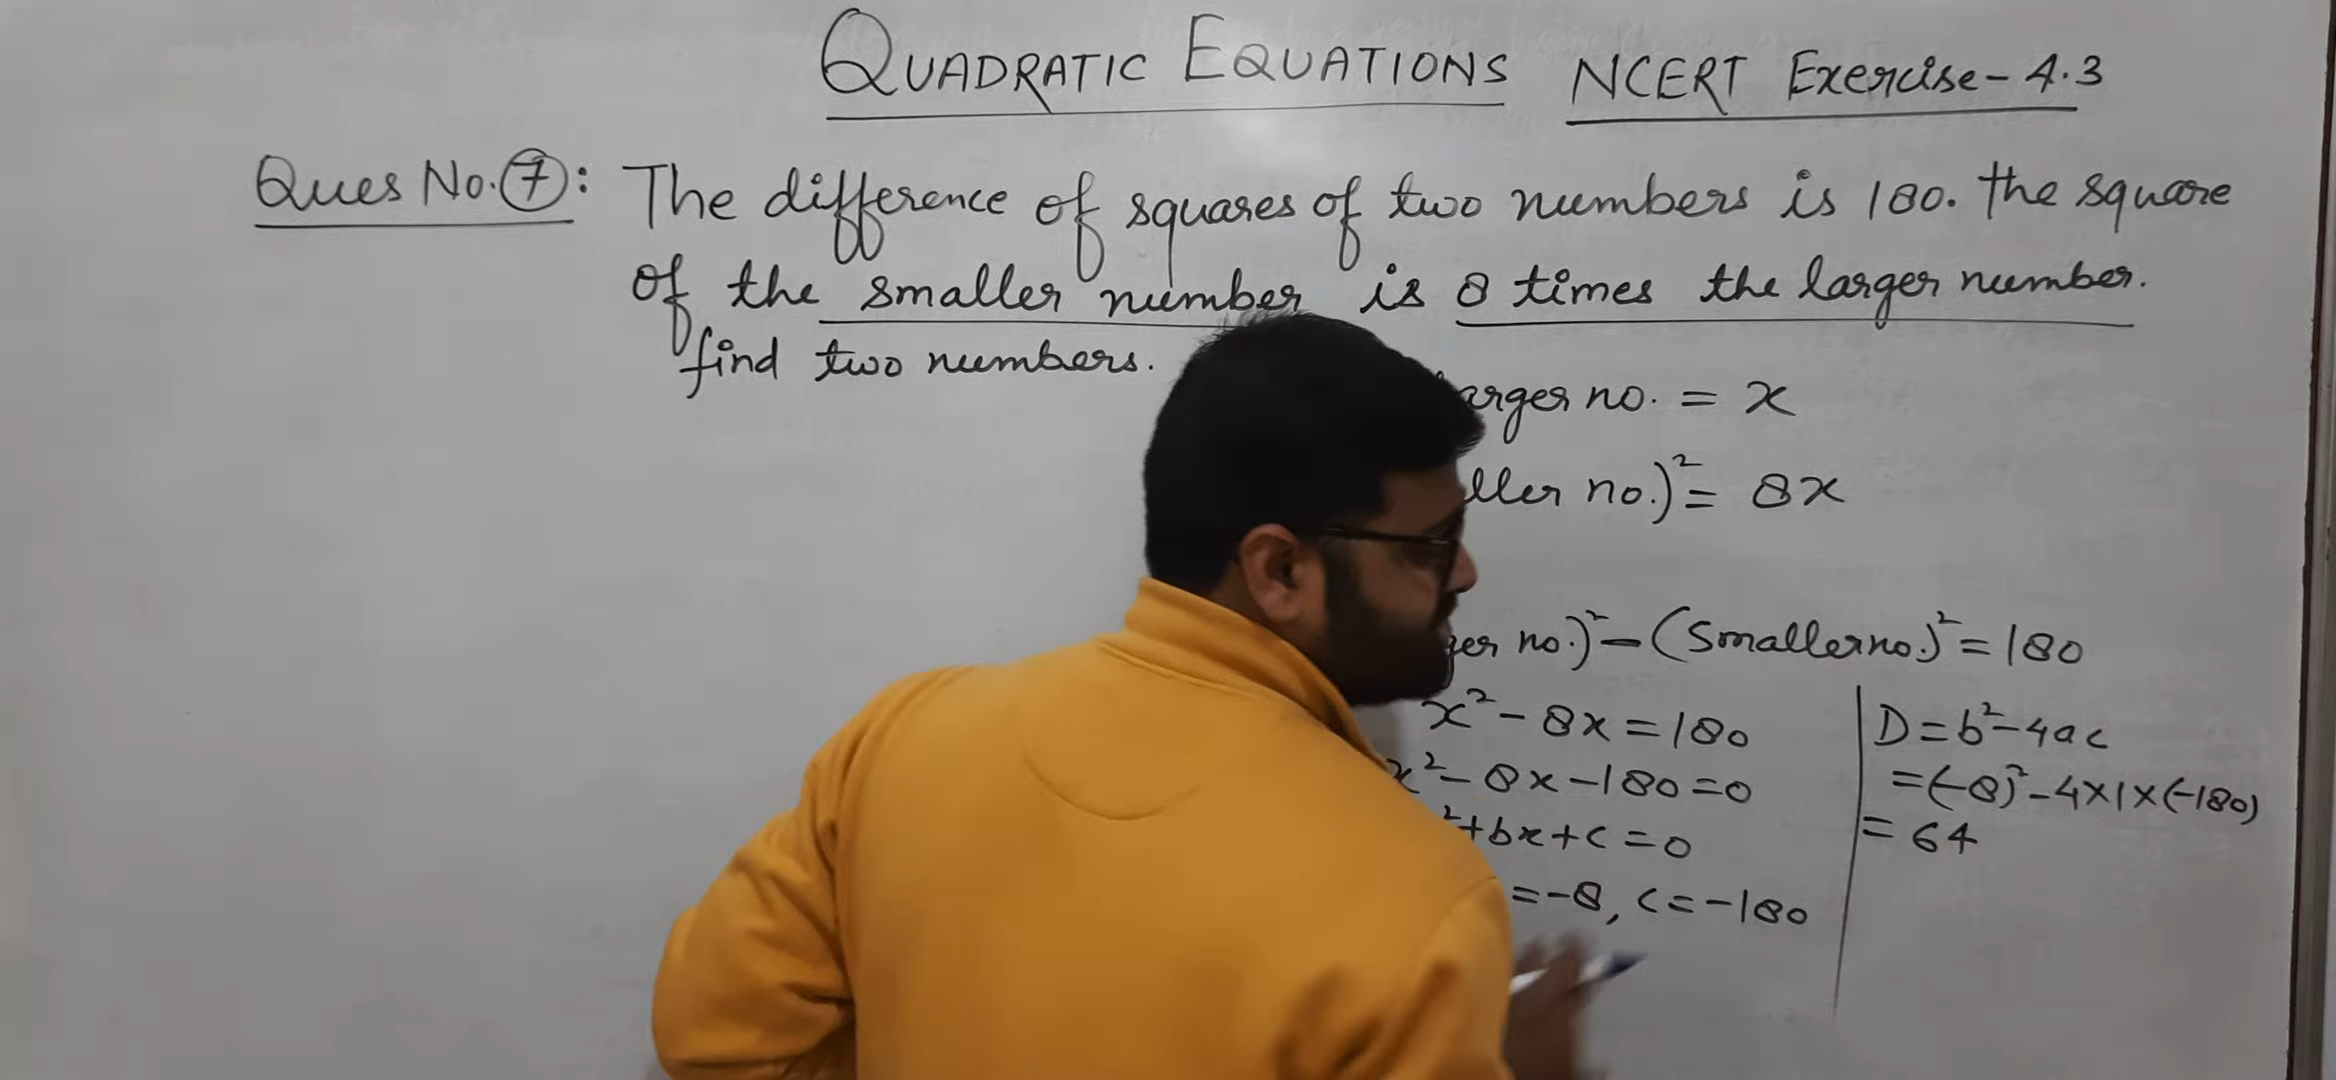 QUADRATIC EQUATIONS NCERT Exercise-4.3
Ques No.⑦: The difference of squares of two numbers is 180. The square
of the smaller number is 8 times the larger number.
find two numbers.
no. = x
no.)² = 8x
no.)² - (Smaller no.)² = 180
x² - 8x = 180
x² - 8x - 180 = 0
² + bx + c = 0
= -8, c = -180
D = b² - 4ac
= (-8)² - 4×1×(-180)
= 64